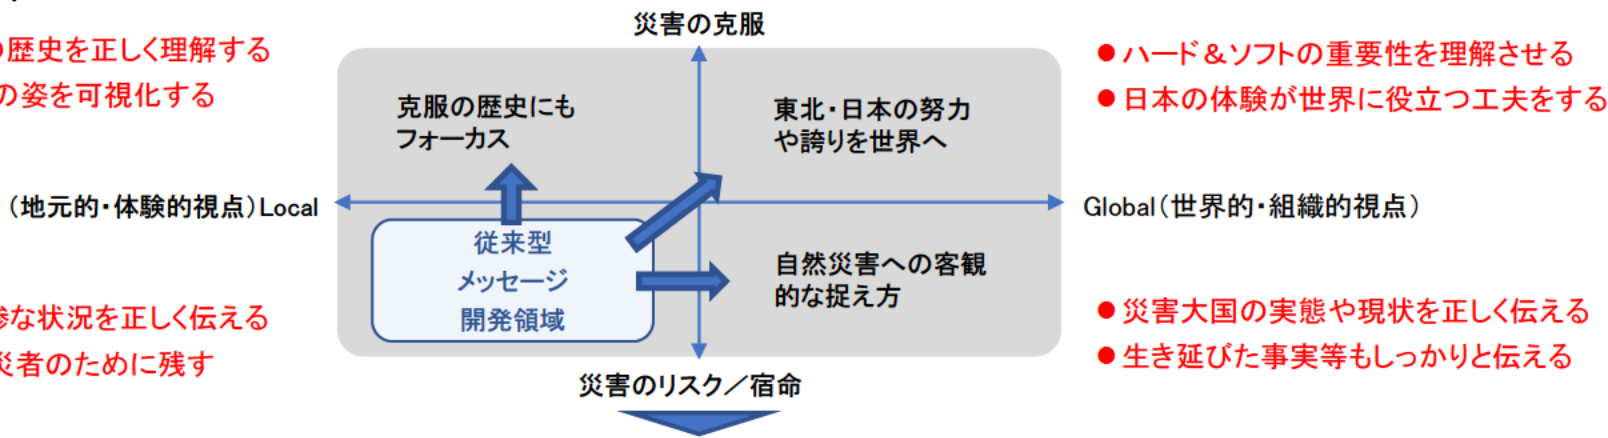 災害の克服
歴史を正しく理解する
の姿を可視化する
克服の歴史にも
フォーカス
東北・日本の努力
や誇りを世界へ
●ハード&ソフトの重要性を理解させる
●日本の体験が世界に役立つ工夫をする
(地元的・体験的視点)Local
Global(世界的・組織的視点)
従来型
メッセージ
開発領域
自然災害への客観
的な捉え方
な状況を正しく伝える
者のために残す
●災害大国の実態や現状を正しく伝える
●生き延びた事実等もしっかりと伝える
災害のリスク/宿命